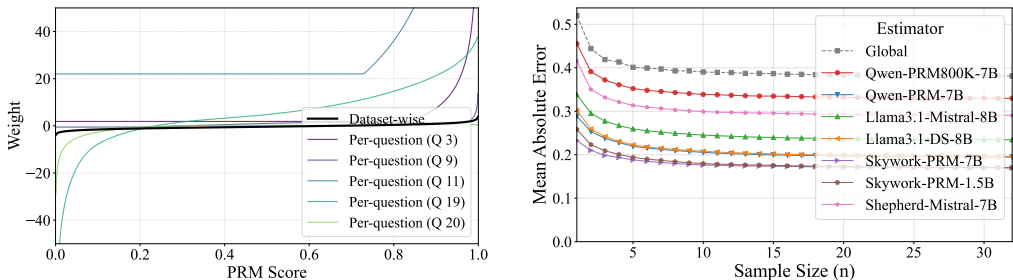 Weight
40
20
0
−20
−40
0.0 0.2 0.4 0.6 0.8 1.0
PRM Score
Dataset-wise
Per-question (Q 3)
Per-question (Q 9)
Per-question (Q 11)
Per-question (Q 19)
Per-question (Q 20)
Mean Absolute Error
0.5
0.4
0.3
0.2
0.1
0.0
5 10 15 20 25 30
Sample Size (n)
Estimator
Global
Qwen-PRM800K-7B
Qwen-PRM-7B
Llama3.1-Mistral-8B
Llama3.1-DS-8B
Skywork-PRM-7B
Skywork-PRM-1.5B
Shepherd-Mistral-7B